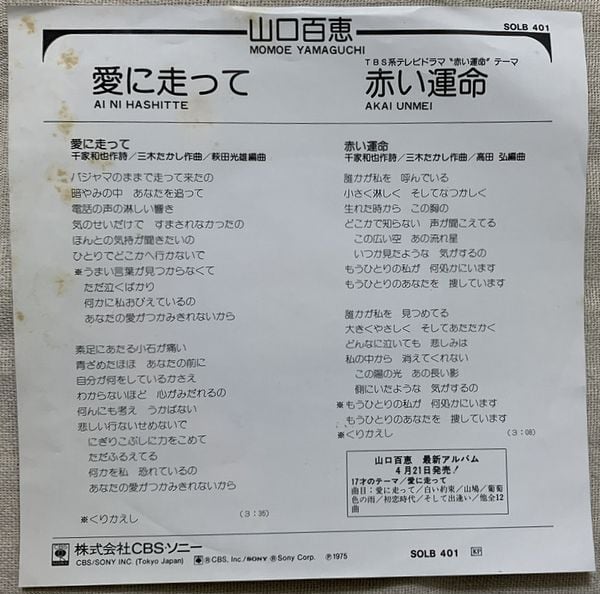 山口百恵
MOMOE YAMAGUCHI
SOLB 401
愛に走って
AI NI HASHITTE
TBS系テレビドラマ“赤い運命”テーマ
赤い運命
AKAI UNMEI
愛に走って
千家和也作詩/三木たかし作曲/萩田光雄編曲
パジャマのままで走って来たの
暗やみの中 あなたを追って
電話の声の淋しい響き
気のせいだけで すまされなかったの
ほんとの気持が聞きたいの
ひとりでどこかへ行かないで
※うまい言葉が見つからなくて
ただ泣くばかり
何かに私おびえているの
あなたの愛がつかみきれないから
素足にあたる小石が痛い
青ざめたほほ あなたの前に
自分が何をしているかさえ
わからないほど 心がみだれるの
何んにも考え うかばない
悲しい行ないせめないで
にぎりこぶしに力をこめて
ただふるえてる
何かを私 恐れているの
あなたの愛がつかみきれないから
※くりかえし
(3:35)
赤い運命
千家和也作詩/三木たかし作曲/高田 弘編曲
誰かが私を 呼んでいる
小さく淋しく そしてなつかしく
生れた時から この胸の
どこかで知らない 声が聞こえてる
この広い空 あの流れ星
いつか見たような 気がするの
もうひとりの私が 何処かにいます
もうひとりのあなたを 捜しています
誰かが私を 見つめてる
大きくやさしく そしてあたたかく
どんなに泣いても 悲しみは
私の中から 消えてくれない
この陽の光 あの長い影
側にいたような 気がするの
※もうひとりの私が 何処かにいます
もうひとりのあなたを 捜しています
※くりかえし
(3:08)
山口百恵 最新アルバム
4月21日発売!
17才のテーマ/愛に走って
曲目:愛に走って/白い約束/山鳩/葡萄
色の雨/初恋時代/そして出逢い/他全12
曲
株式会社CBS・ソニー
CBS/SONY INC. (Tokyo Japan)
®CBS, Inc./SONY ®Sony Corp. ℗1975
SOLB 401
KP